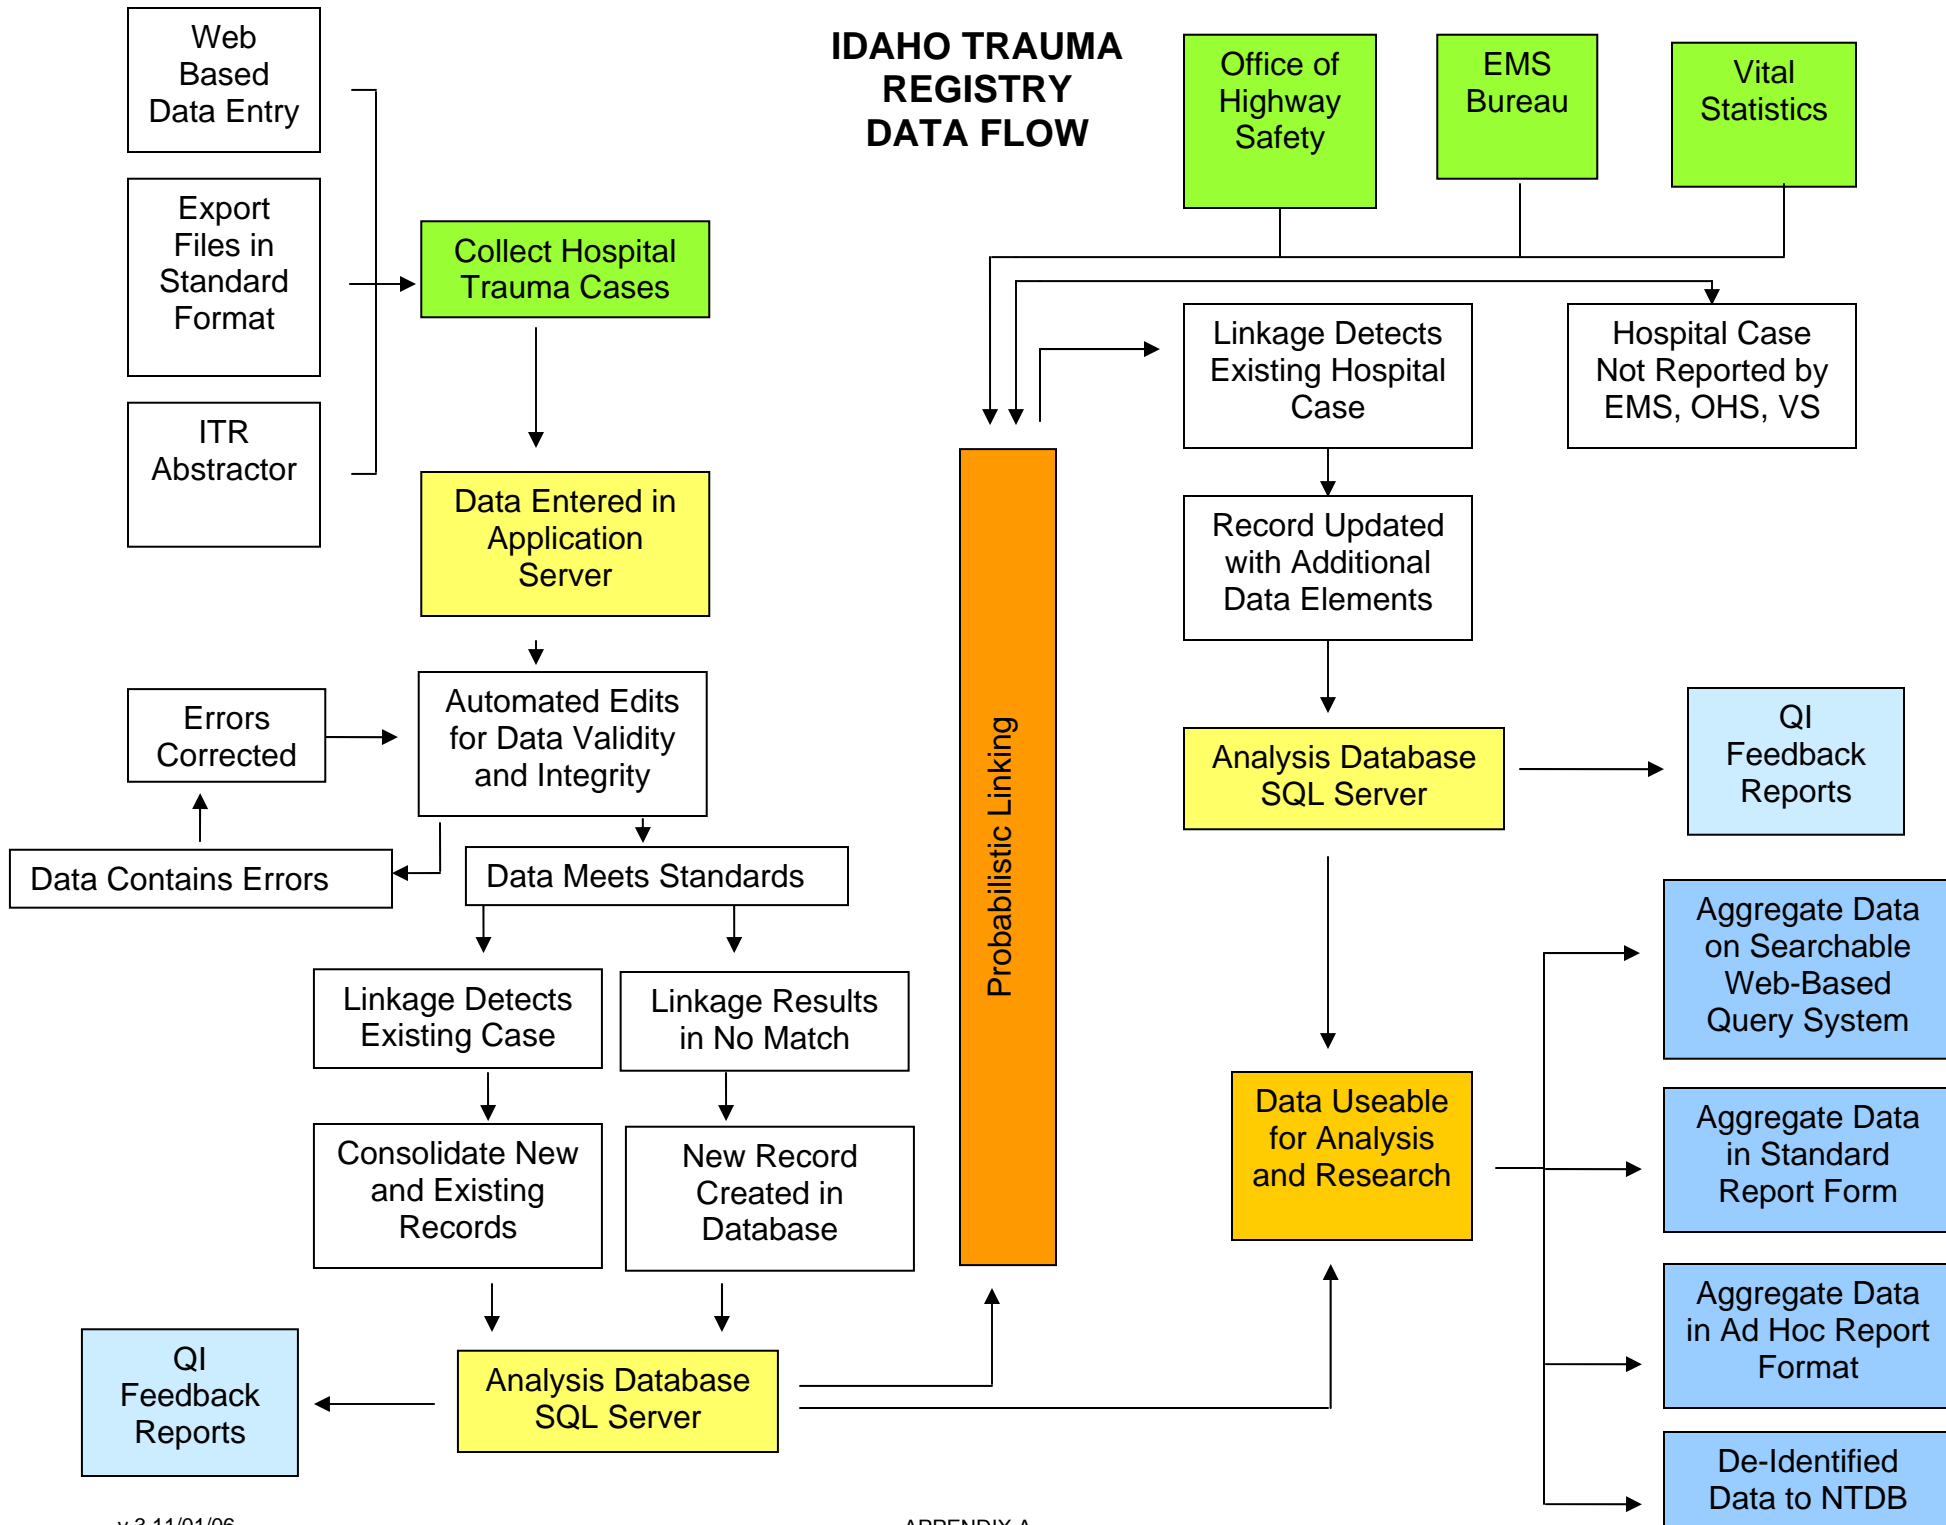 IDAHO TRAUMA
REGISTRY
DATA FLOW
Web
Based
Data Entry
Export
Files in
Standard
Format
ITR
Abstractor
Collect Hospital
Trauma Cases
Data Entered in
Application
Server
Automated Edits
for Data Validity
and Integrity
Errors
Corrected
Data Contains Errors
Data Meets Standards
Linkage Detects
Existing Case
Linkage Results
in No Match
Consolidate New
and Existing
Records
New Record
Created in
Database
QI
Feedback
Reports
Analysis Database
SQL Server
Probabilistic Linking
Office of
Highway
Safety
EMS
Bureau
Vital
Statistics
Linkage Detects
Existing Hospital
Case
Hospital Case
Not Reported by
EMS, OHS, VS
Record Updated
with Additional
Data Elements
Analysis Database
SQL Server
QI
Feedback
Reports
Data Useable
for Analysis
and Research
Aggregate Data
on Searchable
Web-Based
Query System
Aggregate Data
in Standard
Report Form
Aggregate Data
in Ad Hoc Report
Format
De-Identified
Data to NTDB
v.3 11/01/06
APPENDIX A